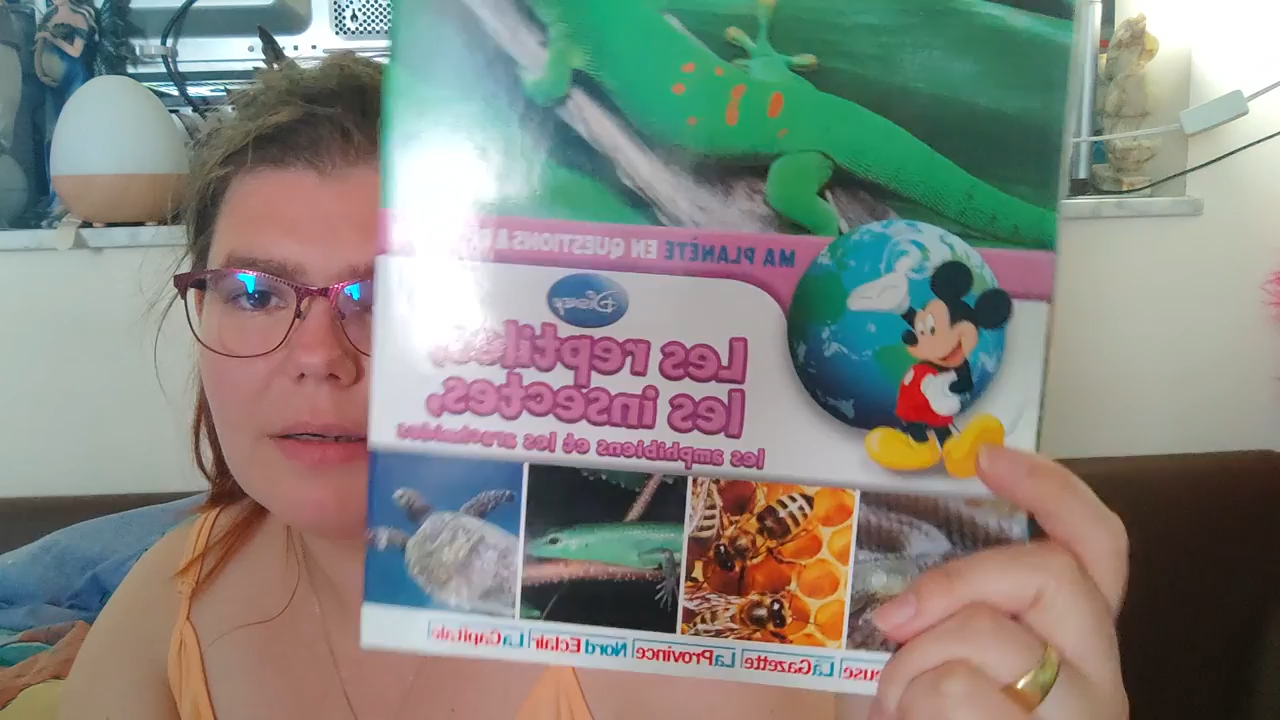 MA PLANÈTE EN QUESTIONS &
Disney
Les reptiles,
les insectes,
les amphibiens et les arachnides
La Gazette La Province Nord Eclair La Capitale